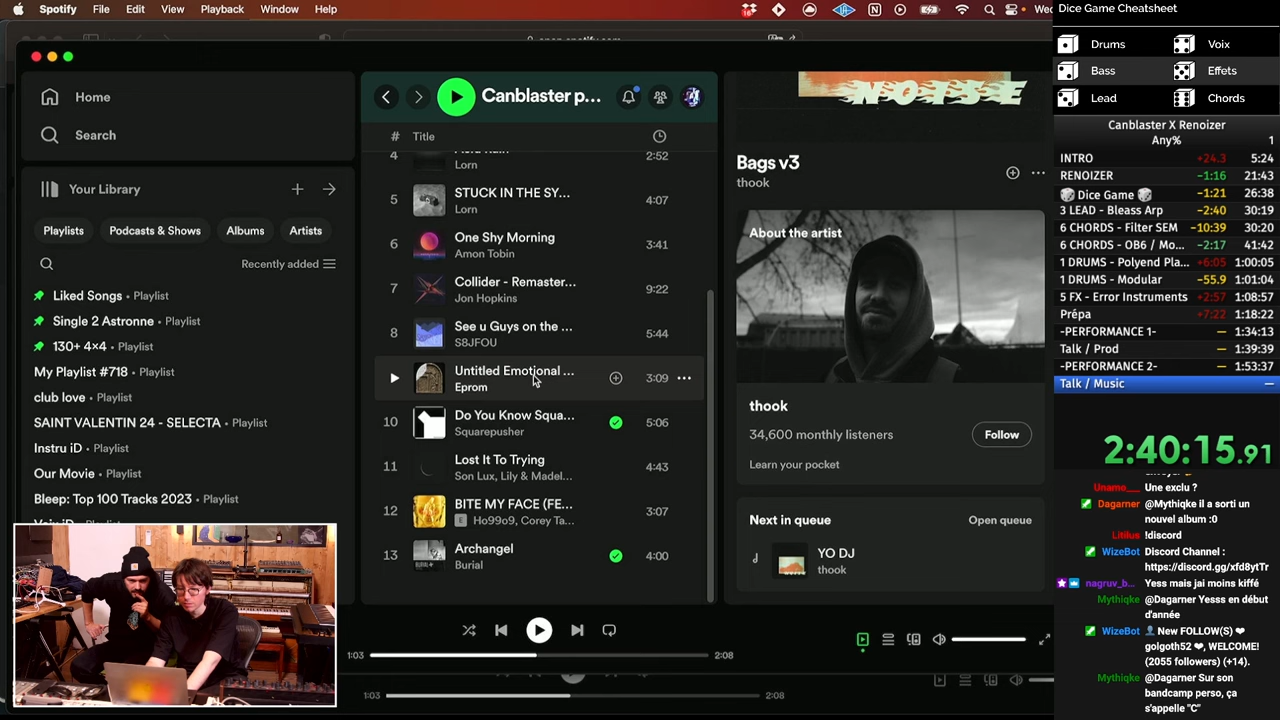 Spotify File Edit View Playback Window Help
Home
Search
Your Library
Playlists
Podcasts & Shows
Albums
Artists
Recently added
Liked Songs • Playlist
Single 2 Astronne • Playlist
130+ 4×4 • Playlist
My Playlist #718 • Playlist
club love • Playlist
SAINT VALENTIN 24 - SELECTA • Playlist
Instru iD • Playlist
Our Movie • Playlist
Bleep: Top 100 Tracks 2023 • Playlist
Canblaster p...
# Title
4 2:52
Lorn
5 STUCK IN THE SY... 4:07
Lorn
6 One Shy Morning 3:41
Amon Tobin
7 Collider - Remaster... 9:22
Jon Hopkins
8 See u Guys on the ... 5:44
S8JFOU
Untitled Emotional ... 3:09
Eprom
10 Do You Know Squa... 5:06
Squarepusher
11 Lost It To Trying 4:43
Son Lux, Lily & Madel...
12 BITE MY FACE (FE... 3:07
E Ho99o9, Corey Ta...
13 Archangel 4:00
Burial
NOISE
Bags v3
thook
About the artist
thook
34,600 monthly listeners
Follow
Learn your pocket
Next in queue
Open queue
YO DJ
thook
1:03 2:08
1:03 2:08
Dice Game Cheatsheet
Drums Voix
Bass Effets
Lead Chords
Canblaster X Renoizer
Any% 1
INTRO +24.3 5:24
RENOIZER −1:16 21:43
🎲 Dice Game 🎲 −1:21 26:38
3 LEAD - Bleass Arp −2:40 30:19
6 CHORDS - Filter SEM −10:39 30:20
6 CHORDS - OB6 / Mo... −2:17 41:42
1 DRUMS - Polyend Pla... +6:05 1:00:05
1 DRUMS - Modular −55.9 1:01:04
5 FX - Error Instruments +2:57 1:08:57
Prépa +7:22 1:18:22
-PERFORMANCE 1- — 1:34:13
Talk / Prod — 1:39:39
-PERFORMANCE 2- — 1:53:37
Talk / Music —
2:40:15.91
Uname__ Une exclu ?
Dagarner @Mythiqke il a sorti un
nouvel album :0
Litilus !discord
WizeBot Discord Channel :
https://discord.gg/xfd8ytTr
nagruv_b... Yess mais jai moins kiffé
Mythiqke @Dagarner Yesss en début
d'année
WizeBot New FOLLOW(S) ❤
golgoth52 ❤, WELCOME!
(2055 followers) (+14).
Mythiqke @Dagarner Sur son
bandcamp perso, ça
s'appelle "C"